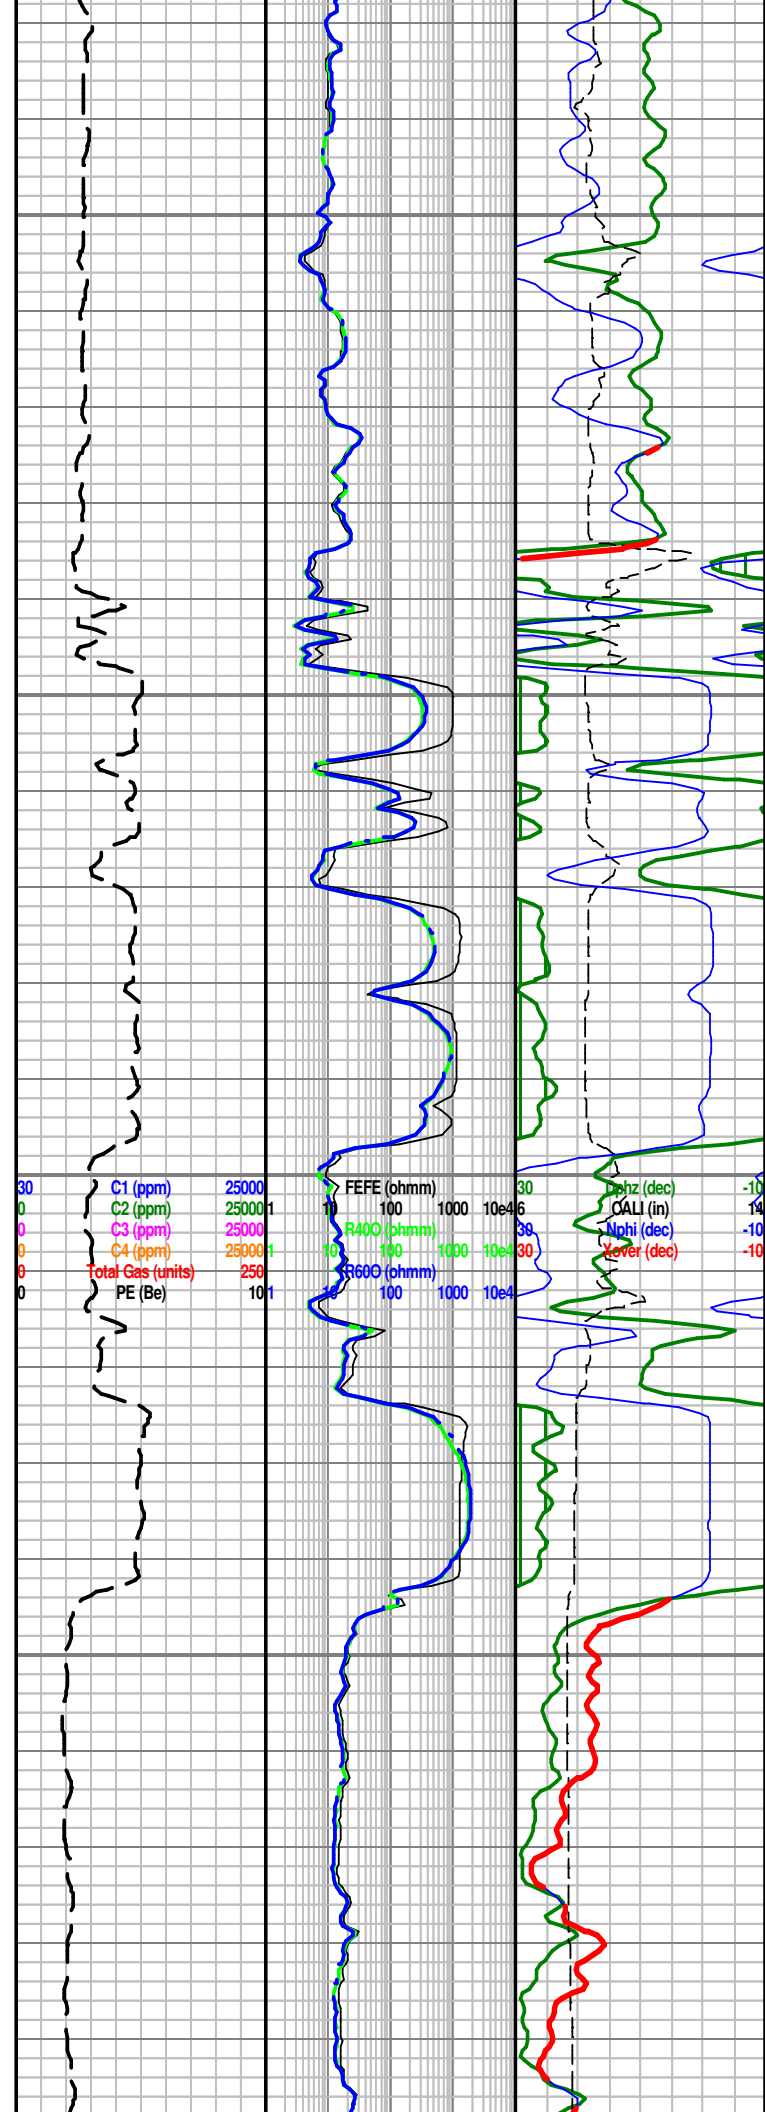 30 C1 (ppm) 25000 FEFE (ohmm) 30 Dphz (dec) -10
0 C2 (ppm) 25000 1 10 100 1000 10e4 6 CALI (in) 14
0 C3 (ppm) 25000 R40O (ohmm) 30 Nphi (dec) -10
0 C4 (ppm) 25000 1 10 100 1000 10e4 30 Xover (dec) -10
0 Total Gas (units) 250 R60O (ohmm)
0 PE (Be) 10 1 10 100 1000 10e4